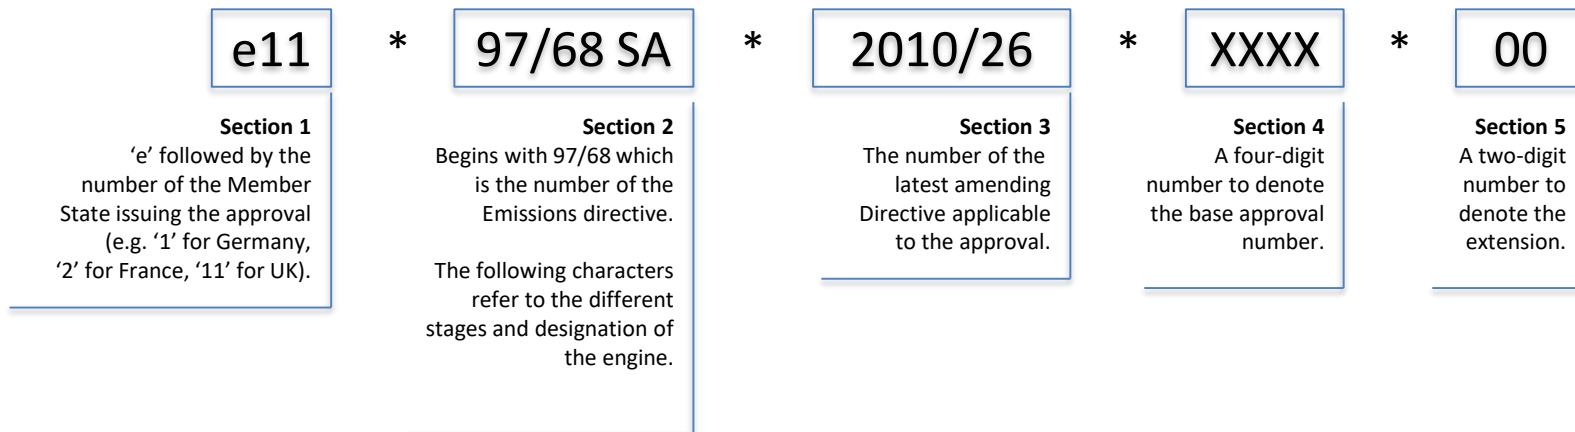 e11 * 97/68 SA * 2010/26 * XXXX * 00
Section 1
‘e’ followed by the
number of the Member
State issuing the approval
(e.g. ‘1’ for Germany,
‘2’ for France, ‘11’ for UK).
Section 2
Begins with 97/68 which
is the number of the
Emissions directive.
The following characters
refer to the different
stages and designation of
the engine.
Section 3
The number of the
latest amending
Directive applicable
to the approval.
Section 4
A four-digit
number to denote
the base approval
number.
Section 5
A two-digit
number to
denote the
extension.